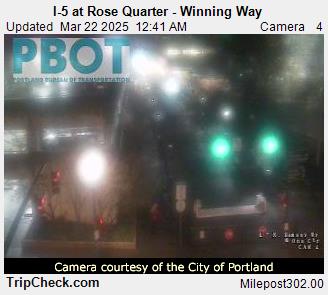 I-5 at Rose Quarter - Winning Way
Updated Mar 22 2025 12:41 AM Camera 4
PBOT
PORTLAND BUREAU OF TRANSPORTATION
Camera courtesy of the City of Portland
TripCheck.com Milepost302.00